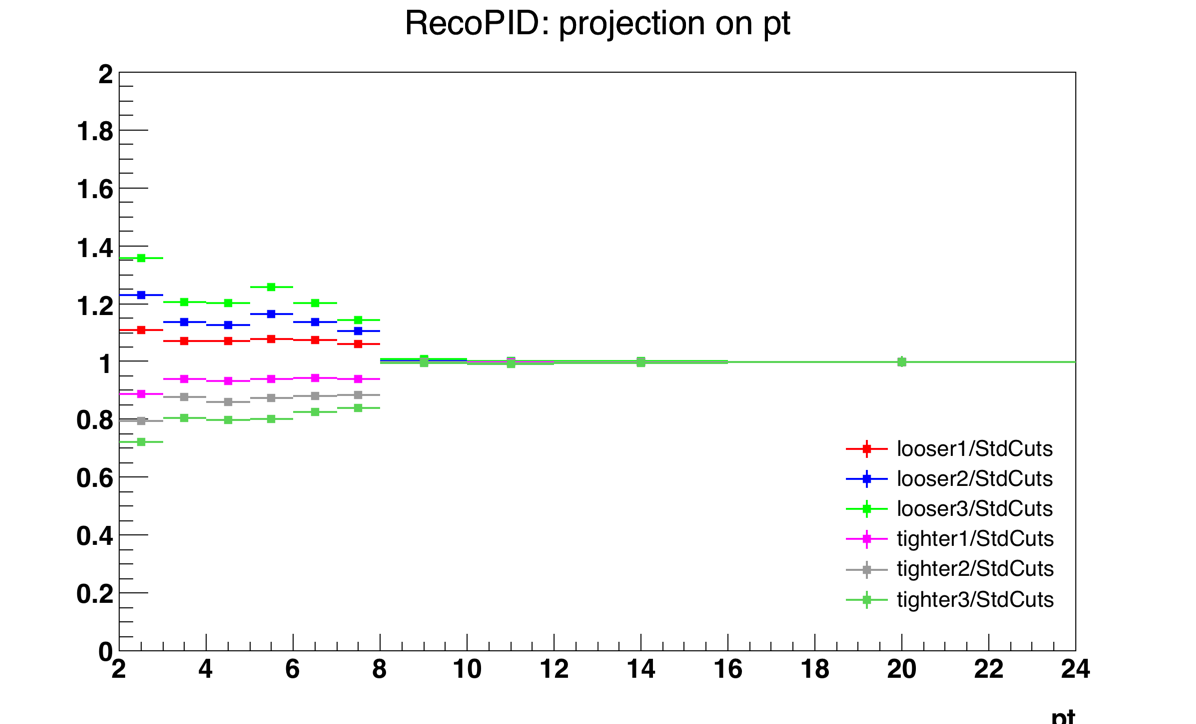 RecoPID: projection on pt
2
1.8
1.6
1.4
1.2
1
0.8
0.6
0.4
0.2
0
looser1/StdCuts
looser2/StdCuts
looser3/StdCuts
tighter1/StdCuts
tighter2/StdCuts
tighter3/StdCuts
2 4 6 8 10 12 14 16 18 20 22 24
pt